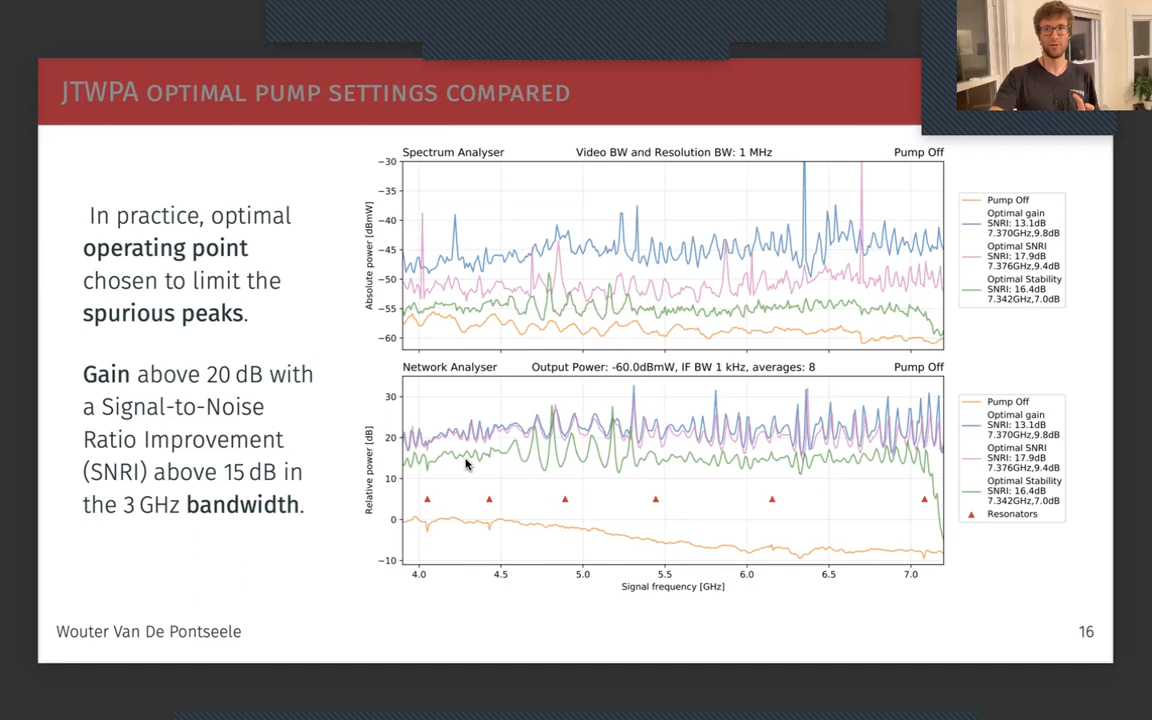 JTWPA OPTIMAL PUMP SETTINGS COMPARED
In practice, optimal
operating point
chosen to limit the
spurious peaks.
Gain above 20 dB with
a Signal-to-Noise
Ratio Improvement
(SNRI) above 15 dB in
the 3 GHz bandwidth.
Spectrum Analyser Video BW and Resolution BW: 1 MHz Pump Off
Absolute power [dBmW]
−30
−35
−40
−45
−50
−55
−60
Pump Off
Optimal gain
SNRI: 13.1dB
7.370GHz,9.8dB
Optimal SNRI
SNRI: 17.9dB
7.376GHz,9.4dB
Optimal Stability
SNRI: 16.4dB
7.342GHz,7.0dB
Network Analyser Output Power: -60.0dBmW, IF BW 1 kHz, averages: 8 Pump Off
Relative power [dB]
30
20
10
0
−10
4.0 4.5 5.0 5.5 6.0 6.5 7.0
Signal frequency [GHz]
Pump Off
Optimal gain
SNRI: 13.1dB
7.370GHz,9.8dB
Optimal SNRI
SNRI: 17.9dB
7.376GHz,9.4dB
Optimal Stability
SNRI: 16.4dB
7.342GHz,7.0dB
Resonators
Wouter Van De Pontseele
16